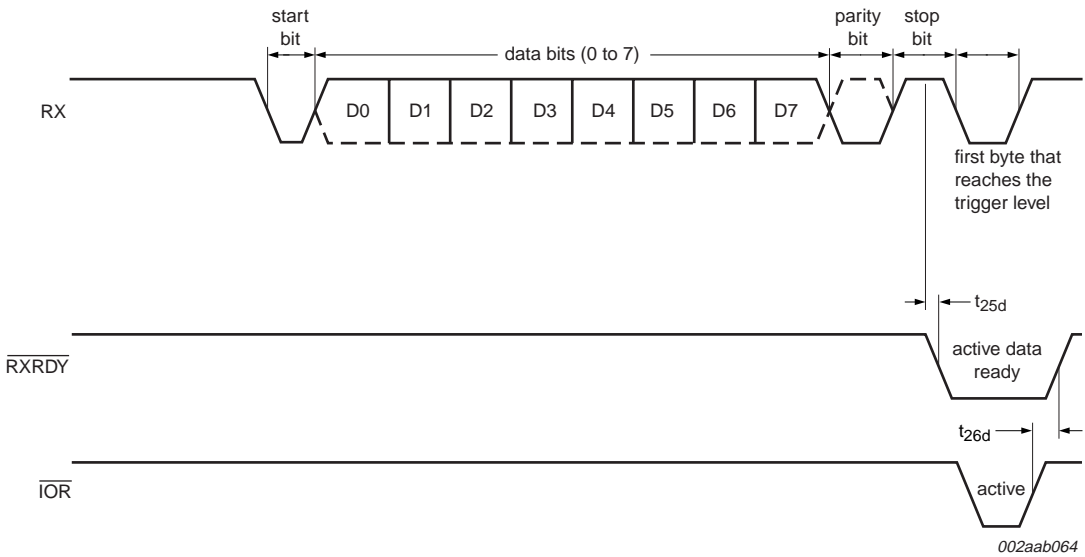 start
bit
data bits (0 to 7)
parity
bit
stop
bit
RX
D0 D1 D2 D3 D4 D5 D6 D7
first byte that
reaches the
trigger level
t25d
RXRDY
active data
ready
t26d
IOR
active
002aab064